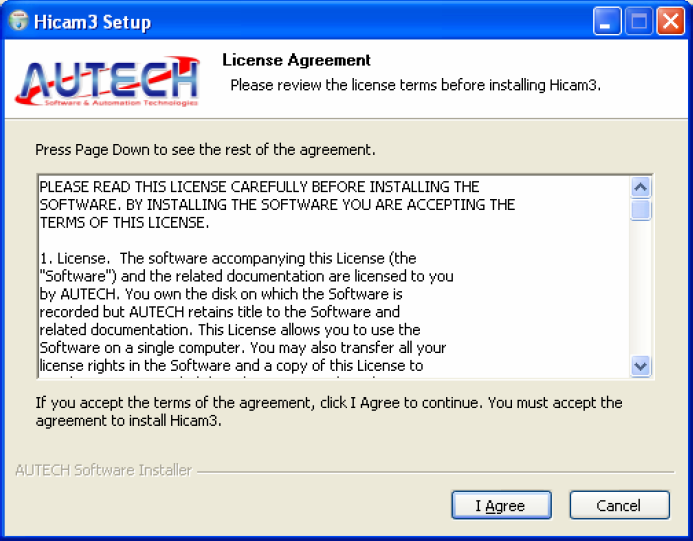 Hicam3 Setup
AUTECH
Software & Automation Technologies
License Agreement
Please review the license terms before installing Hicam3.
Press Page Down to see the rest of the agreement.
PLEASE READ THIS LICENSE CAREFULLY BEFORE INSTALLING THE
SOFTWARE. BY INSTALLING THE SOFTWARE YOU ARE ACCEPTING THE
TERMS OF THIS LICENSE.
1. License.  The software accompanying this License (the
"Software") and the related documentation are licensed to you
by AUTECH. You own the disk on which the Software is
recorded but AUTECH retains title to the Software and
related documentation. This License allows you to use the
Software on a single computer. You may also transfer all your
license rights in the Software and a copy of this License to
If you accept the terms of the agreement, click I Agree to continue. You must accept the
agreement to install Hicam3.
AUTECH Software Installer
I Agree
Cancel